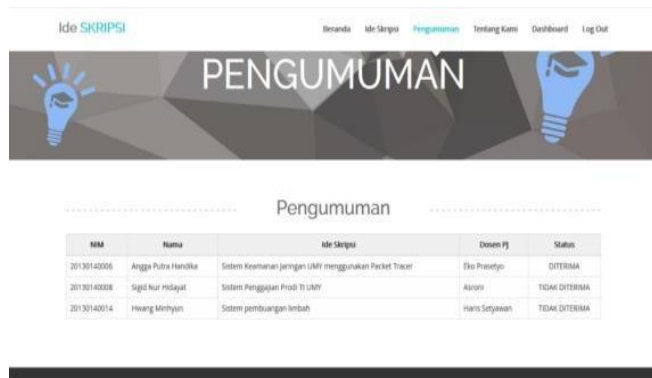 Ide SKRIPSI
Beranda Ide Skripsi Pengumuman Tentang Kami Dashboard Log Out
PENGUMUMAN
Pengumuman
NIM Nama Ide Skripsi Dosen PJ Status
20130140006 Angga Putra Handika Sistem Keamanan Jaringan UMY menggunakan Packet Tracer Eko Prasetyo DITERIMA
20130140008 Sigid Nur Hidayat Sistem Penggajian Prodi TI UMY Asroni TIDAK DITERIMA
20130140014 Hwang Minhyun Sistem pembuangan limbah Haris Setyawan TIDAK DITERIMA